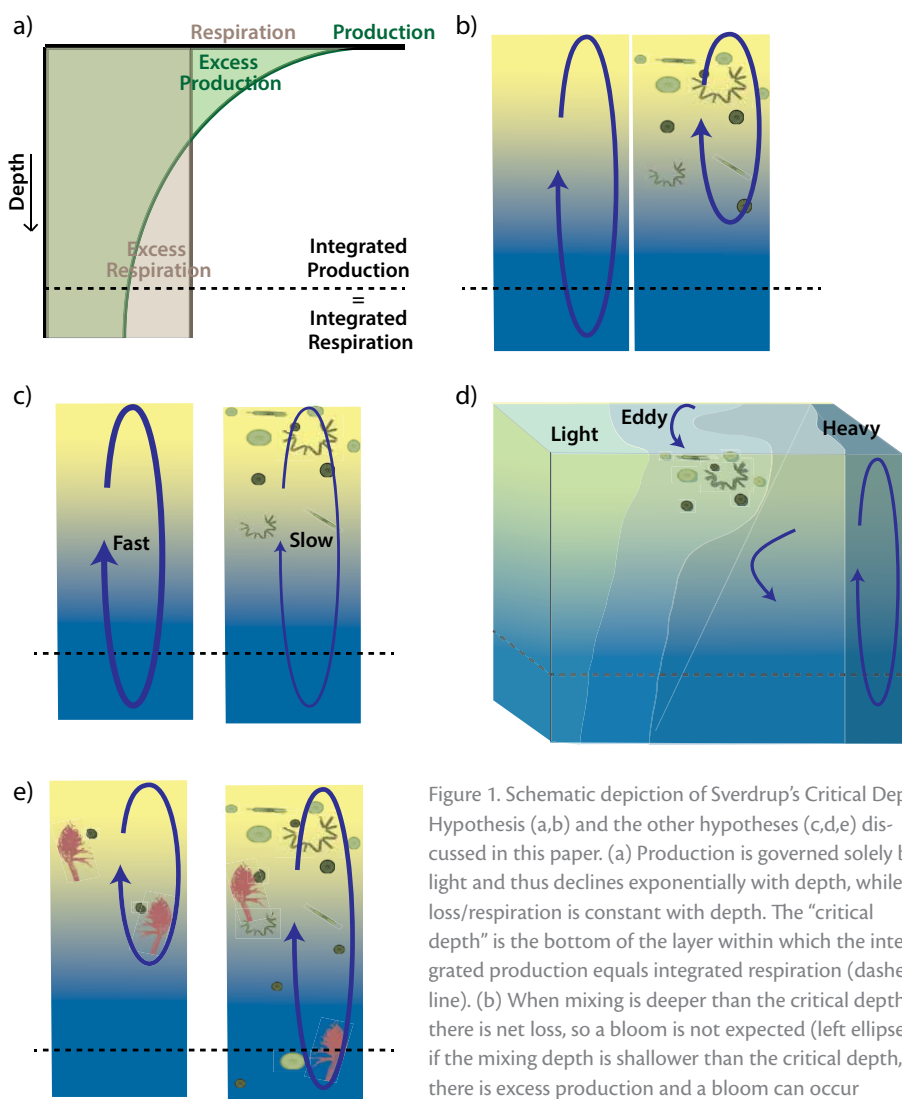 a)
Respiration
Production
Excess
Production
Depth
Excess
Respiration
Integrated
Production
=
Integrated
Respiration
b)
c)
Fast
Slow
d)
Light
Eddy
Heavy
e)
Figure 1. Schematic depiction of Sverdrup's Critical Dep
Hypothesis (a,b) and the other hypotheses (c,d,e) dis-
cussed in this paper. (a) Production is governed solely b
light and thus declines exponentially with depth, while
loss/respiration is constant with depth. The “critical
depth” is the bottom of the layer within which the inte
grated production equals integrated respiration (dashe
line). (b) When mixing is deeper than the critical depth
there is net loss, so a bloom is not expected (left ellipse
if the mixing depth is shallower than the critical depth,
there is excess production and a bloom can occur